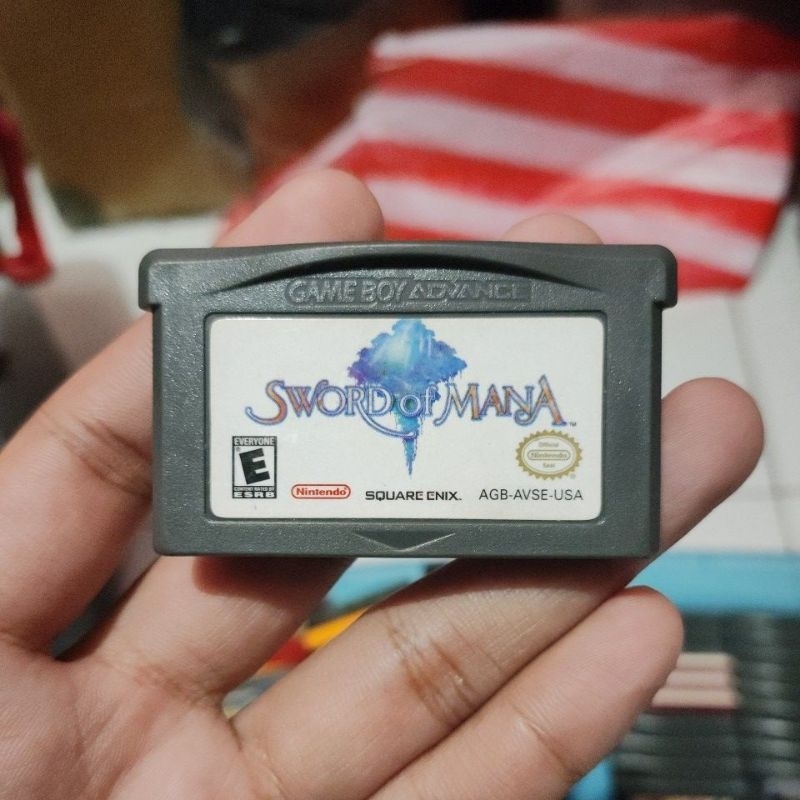 GAME BOY ADVANCE
SWORD of MANA™
EVERYONE
E
CONTENT RATED BY
ESRB
Nintendo
SQUARE ENIX.
Official
Nintendo
Seal
AGB-AVSE-USA